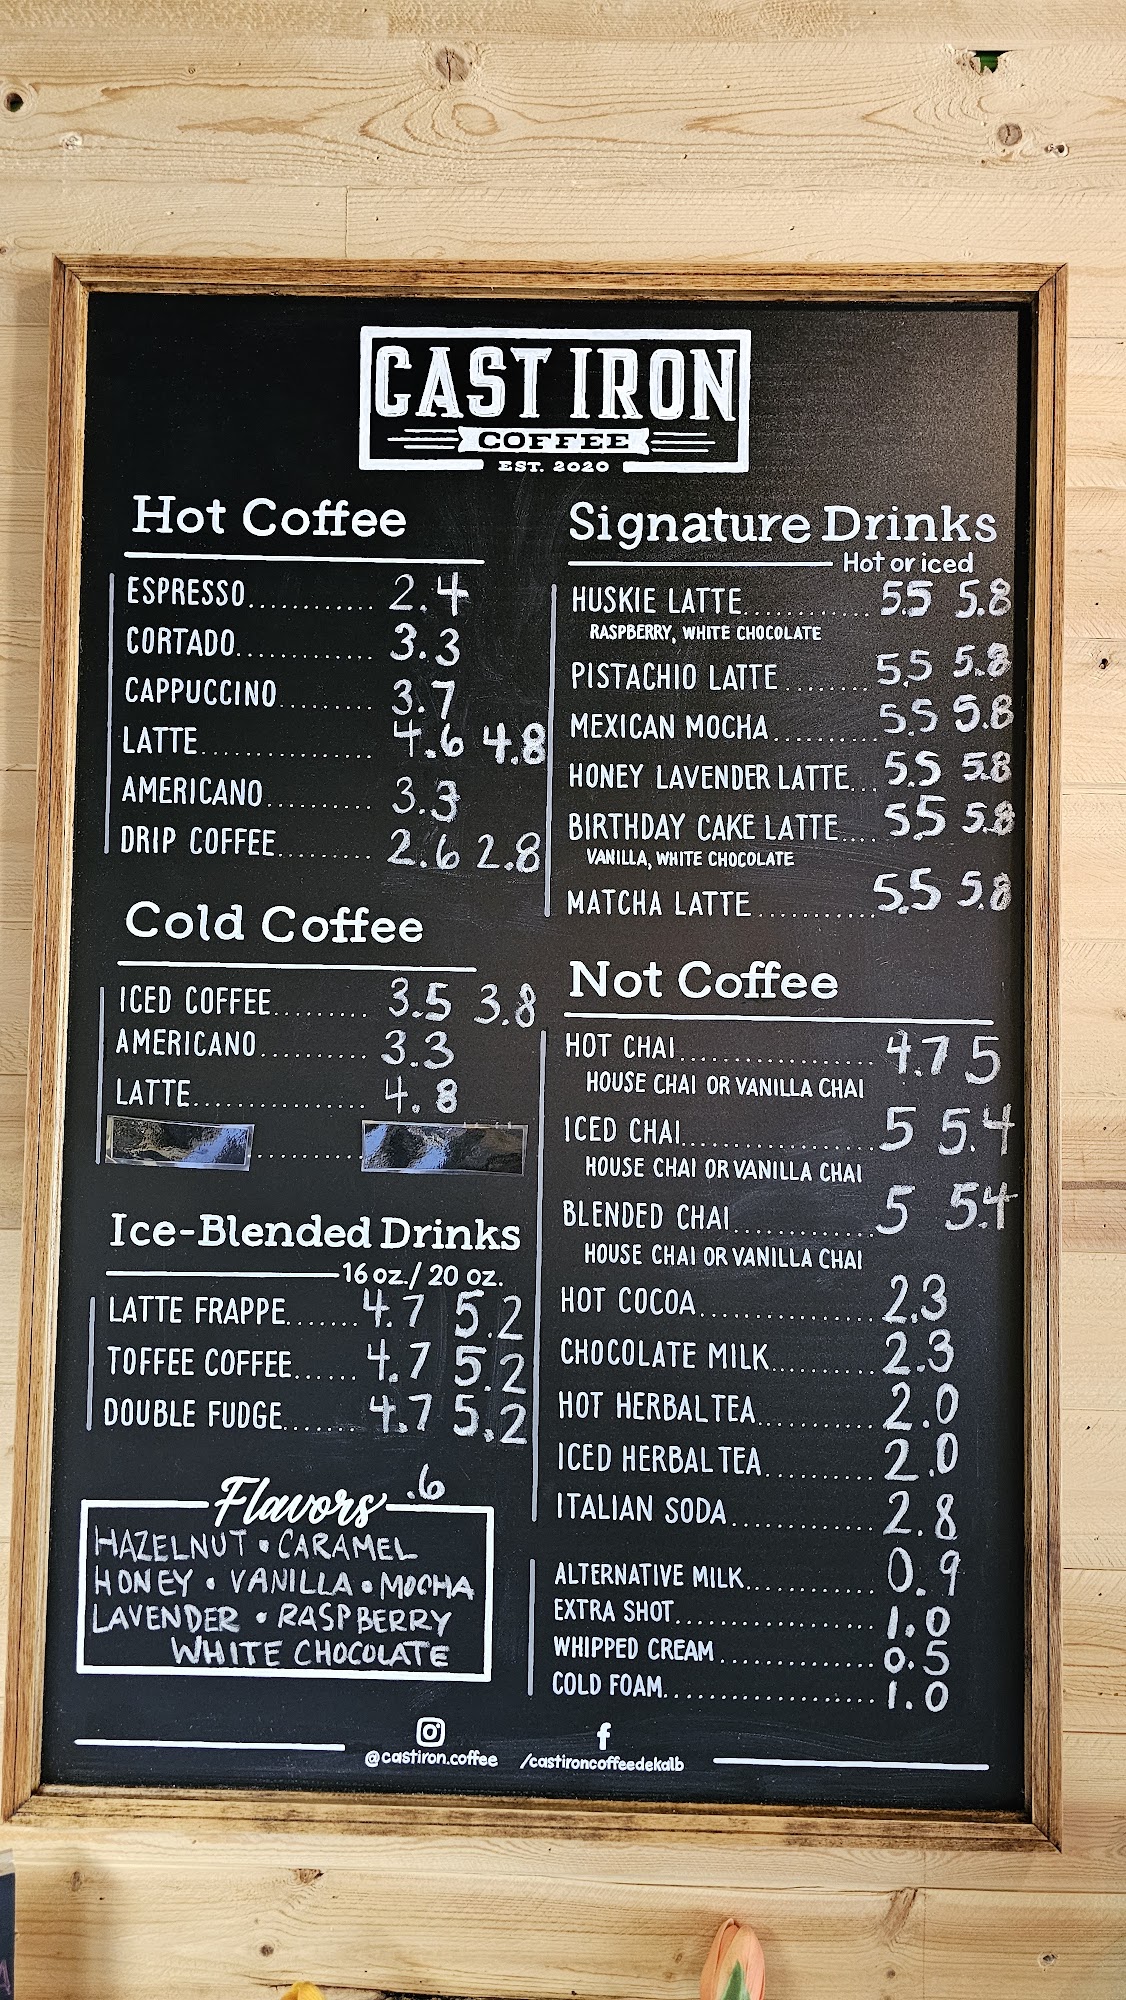 CAST IRON
COFFEE
EST. 2020
Hot Coffee
ESPRESSO............ 2.4
CORTADO.............. 3.3
CAPPUCCINO......... 3.7
LATTE................. 4.6 4.8
AMERICANO.......... 3.3
DRIP COFFEE......... 2.6 2.8
Cold Coffee
ICED COFFEE......... 3.5 3.8
AMERICANO.......... 3.3
LATTE................ 4.8
Ice-Blended Drinks
16 oz./ 20 oz.
LATTE FRAPPE....... 4.7 5.2
TOFFEE COFFEE...... 4.7 5.2
DOUBLE FUDGE....... 4.7 5.2
Flavors .6
HAZELNUT • CARAMEL
HONEY • VANILLA • MOCHA
LAVENDER • RASPBERRY
WHITE CHOCOLATE
Signature Drinks
Hot or iced
HUSKIE LATTE............ 5.5 5.8
RASPBERRY, WHITE CHOCOLATE
PISTACHIO LATTE........ 5.5 5.8
MEXICAN MOCHA.......... 5.5 5.8
HONEY LAVENDER LATTE... 5.5 5.8
BIRTHDAY CAKE LATTE.... 5.5 5.8
VANILLA, WHITE CHOCOLATE
MATCHA LATTE............ 5.5 5.8
Not Coffee
HOT CHAI................... 4.7 5
HOUSE CHAI OR VANILLA CHAI
ICED CHAI................... 5 5.4
HOUSE CHAI OR VANILLA CHAI
BLENDED CHAI............. 5 5.4
HOUSE CHAI OR VANILLA CHAI
HOT COCOA................ 2.3
CHOCOLATE MILK......... 2.3
HOT HERBAL TEA.......... 2.0
ICED HERBAL TEA.......... 2.0
ITALIAN SODA............. 2.8
ALTERNATIVE MILK............ 0.9
EXTRA SHOT................... 1.0
WHIPPED CREAM.............. 0.5
COLD FOAM.................... 1.0
@castiron.coffee /castironcoffeedekalb